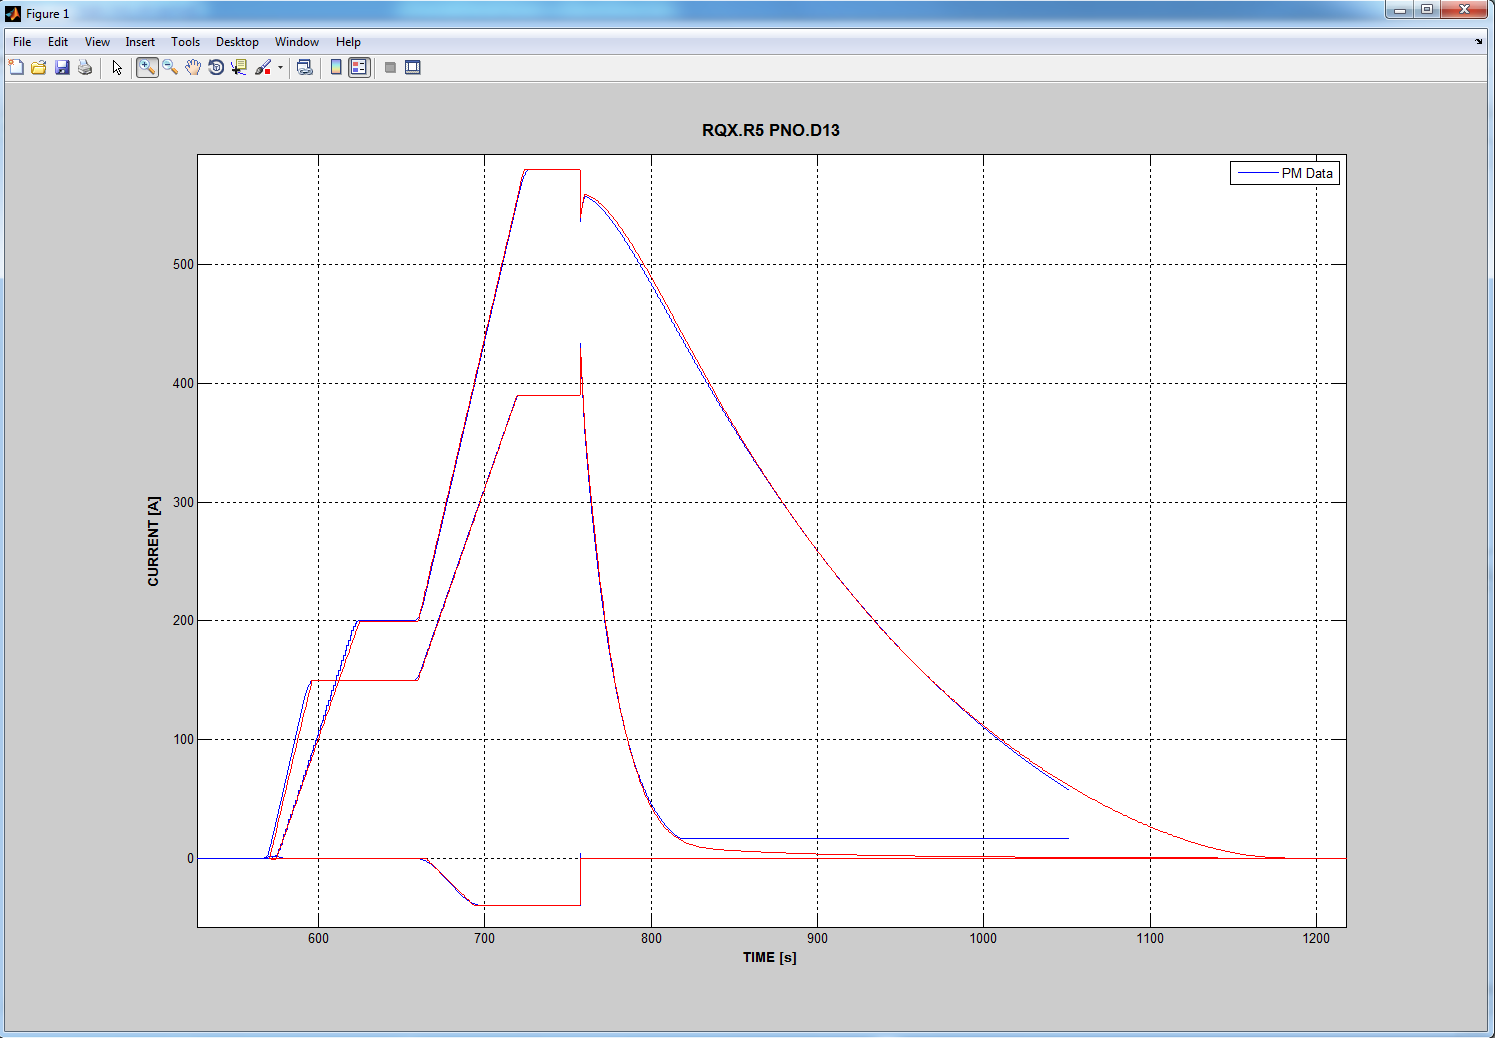 Figure 1
File Edit View Insert Tools Desktop Window Help
RQX.R5 PNO.D13
PM Data
500
400
300
200
100
0
CURRENT [A]
600 700 800 900 1000 1100 1200
TIME [s]